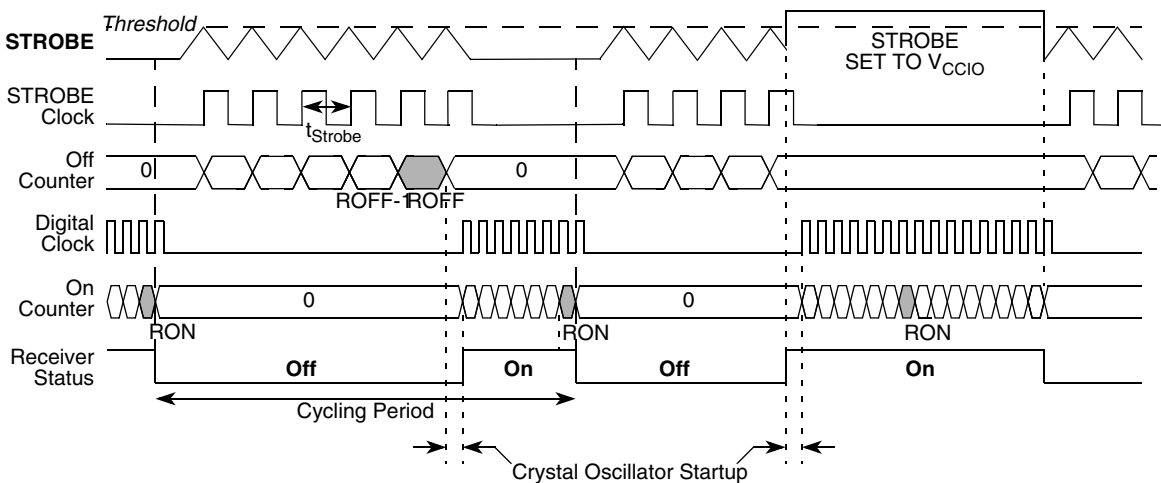 Threshold
STROBE
STROBE
SET TO VCCIO
STROBE
Clock
tStrobe
Off
Counter
0
0
ROFF-1
ROFF
Digital
Clock
On
Counter
0
0
RON
RON
RON
Receiver
Status
Off
On
Off
On
Cycling Period
Crystal Oscillator Startup